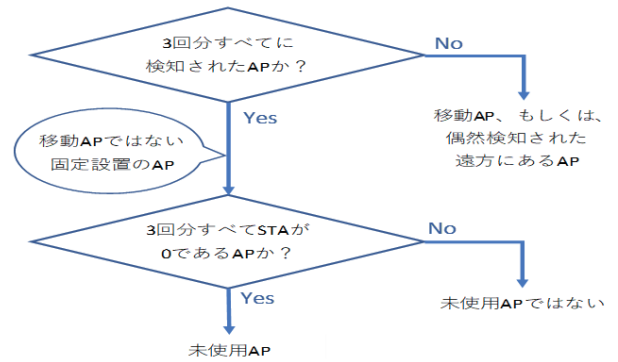 3回分すべてに
検知されたAPか？
No
移動AP、もしくは、
偶然検知された
遠方にあるAP
Yes
移動APではない
固定設置のAP
3回分すべてSTAが
0であるAPか？
No
未使用APではない
Yes
未使用AP